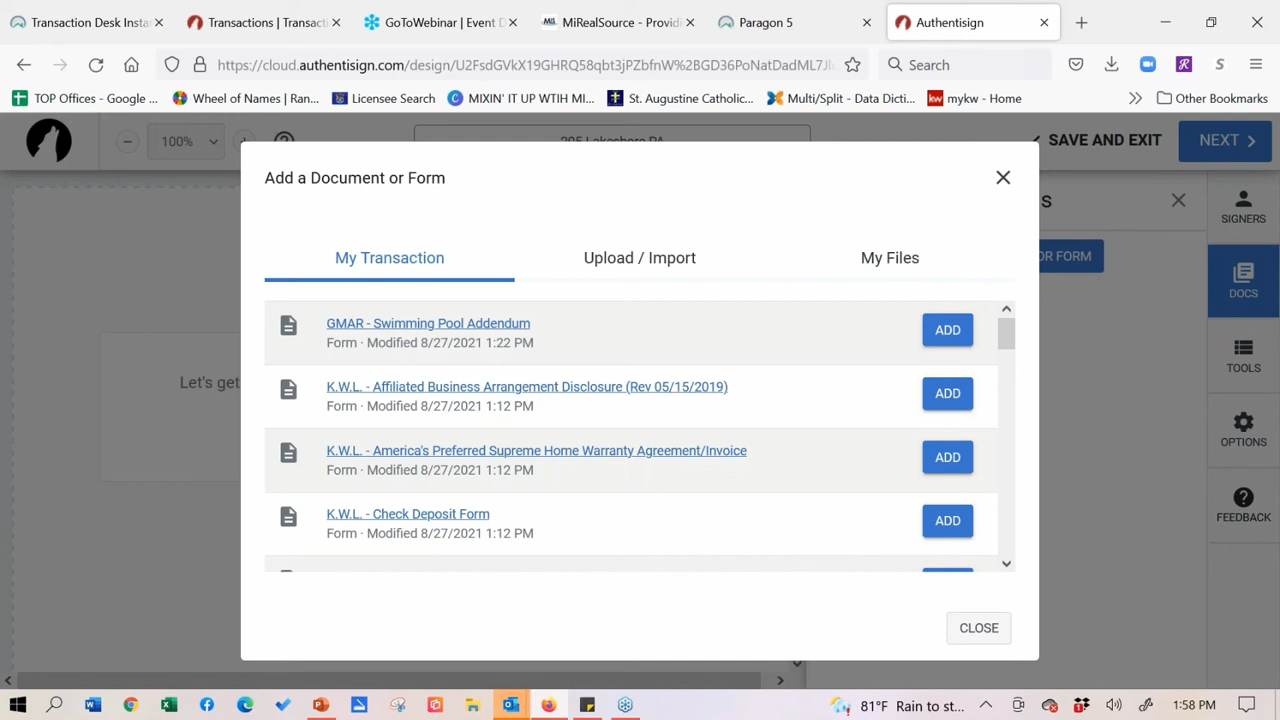 Transaction Desk Insta
Transactions | Transact
GoToWebinar | Event D
MiRealSource - Providi
Paragon 5
Authentisign
https://cloud.authentisign.com/design/U2FsdGVkX19GHRQ58qbt3jPZbfnW%2BGD36PoNatDadML7Jl
Search
TOP Offices - Google ...
Wheel of Names | Ran...
Licensee Search
MIXIN' IT UP WTIH MI...
St. Augustine Catholic...
Multi/Split - Data Dicti...
mykw - Home
Other Bookmarks
100%
SAVE AND EXIT
NEXT
Add a Document or Form
S
SIGNERS
My Transaction
Upload / Import
My Files
OR FORM
DOCS
GMAR - Swimming Pool Addendum
Form · Modified 8/27/2021 1:22 PM
ADD
TOOLS
Let's get
K.W.L. - Affiliated Business Arrangement Disclosure (Rev 05/15/2019)
Form · Modified 8/27/2021 1:12 PM
ADD
OPTIONS
K.W.L. - America's Preferred Supreme Home Warranty Agreement/Invoice
Form · Modified 8/27/2021 1:12 PM
ADD
FEEDBACK
K.W.L. - Check Deposit Form
Form · Modified 8/27/2021 1:12 PM
ADD
CLOSE
81°F Rain to st...
1:58 PM